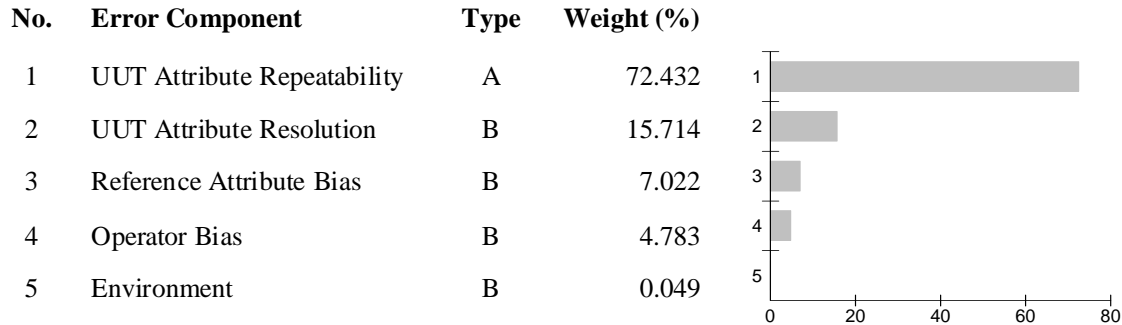 No. Error Component Type Weight (%)
1 UUT Attribute Repeatability A 72.432
2 UUT Attribute Resolution B 15.714
3 Reference Attribute Bias B 7.022
4 Operator Bias B 4.783
5 Environment B 0.049
1
2
3
4
5
0 20 40 60 80